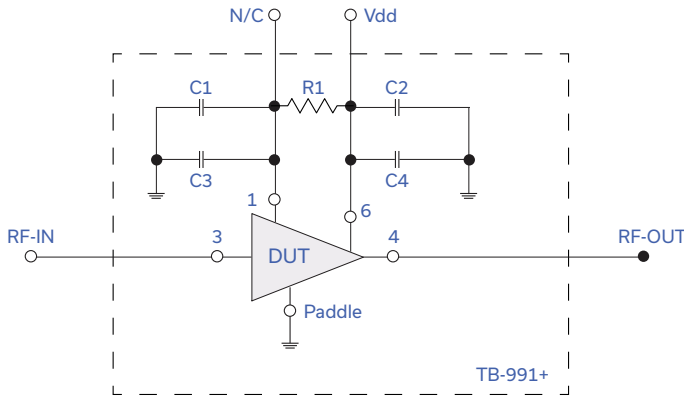 N/C
Vdd
C1
R1
C2
C3
C4
1
6
RF-IN
3
DUT
4
RF-OUT
Paddle
TB-991+